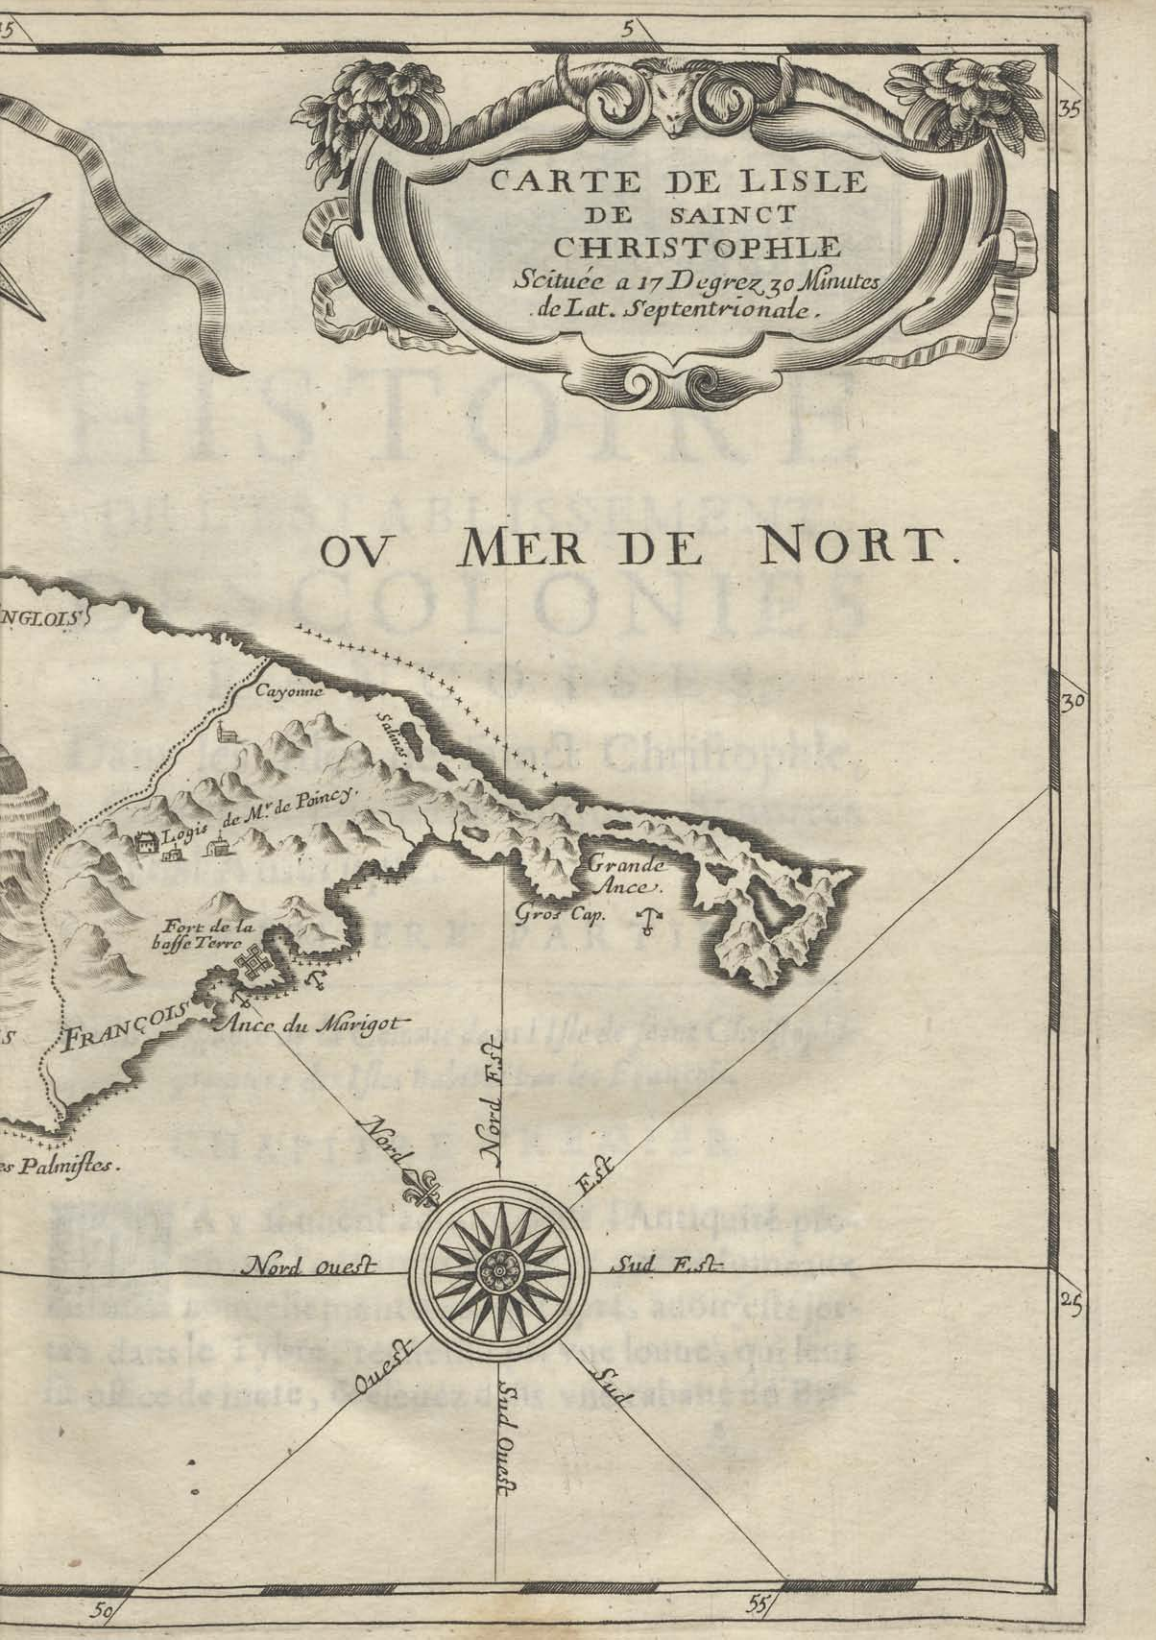 5
35
CARTE DE LISLE
DE SAINCT
CHRISTOPHLE
Scituée a 17 Degrez 30 Minutes
de Lat. Septentrionale.
OV MER DE NORT.
NGLOIS
Cayonne
Salines
30
Logis de Mr. de Poincy.
Grande
Ance.
Gros Cap.
Fort de la
basse Terre
FRANÇOIS
Ance du Marigot
es Palmistes.
Nord
Nord Est
Est
Nord Ouest
Sud Est
25
Ouest
Sud Ouest
Sud
50
55
HISTOIRE
COLONIES